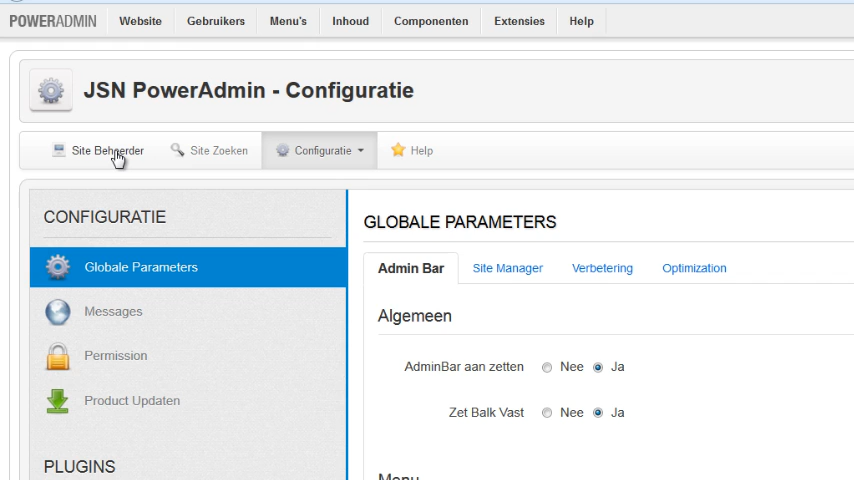 POWERADMIN Website Gebruikers Menu's Inhoud Componenten Extensies Help
JSN PowerAdmin - Configuratie
Site Beheerder Site Zoeken Configuratie Help
CONFIGURATIE
Globale Parameters
Messages
Permission
Product Updaten
PLUGINS
GLOBALE PARAMETERS
Admin Bar Site Manager Verbetering Optimization
Algemeen
AdminBar aan zetten Nee Ja
Zet Balk Vast Nee Ja
Menu